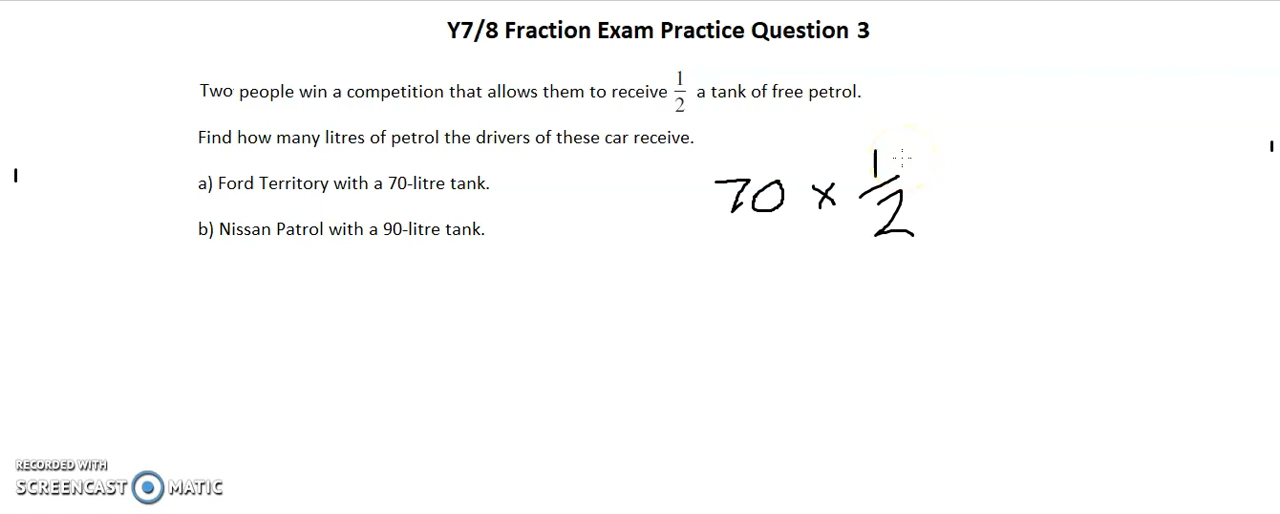 Y7/8 Fraction Exam Practice Question 3
Two people win a competition that allows them to receive 1/2 a tank of free petrol.
Find how many litres of petrol the drivers of these car receive.
a) Ford Territory with a 70-litre tank.
70 × 1/2
b) Nissan Patrol with a 90-litre tank.
RECORDED WITH
SCREENCAST MATIC